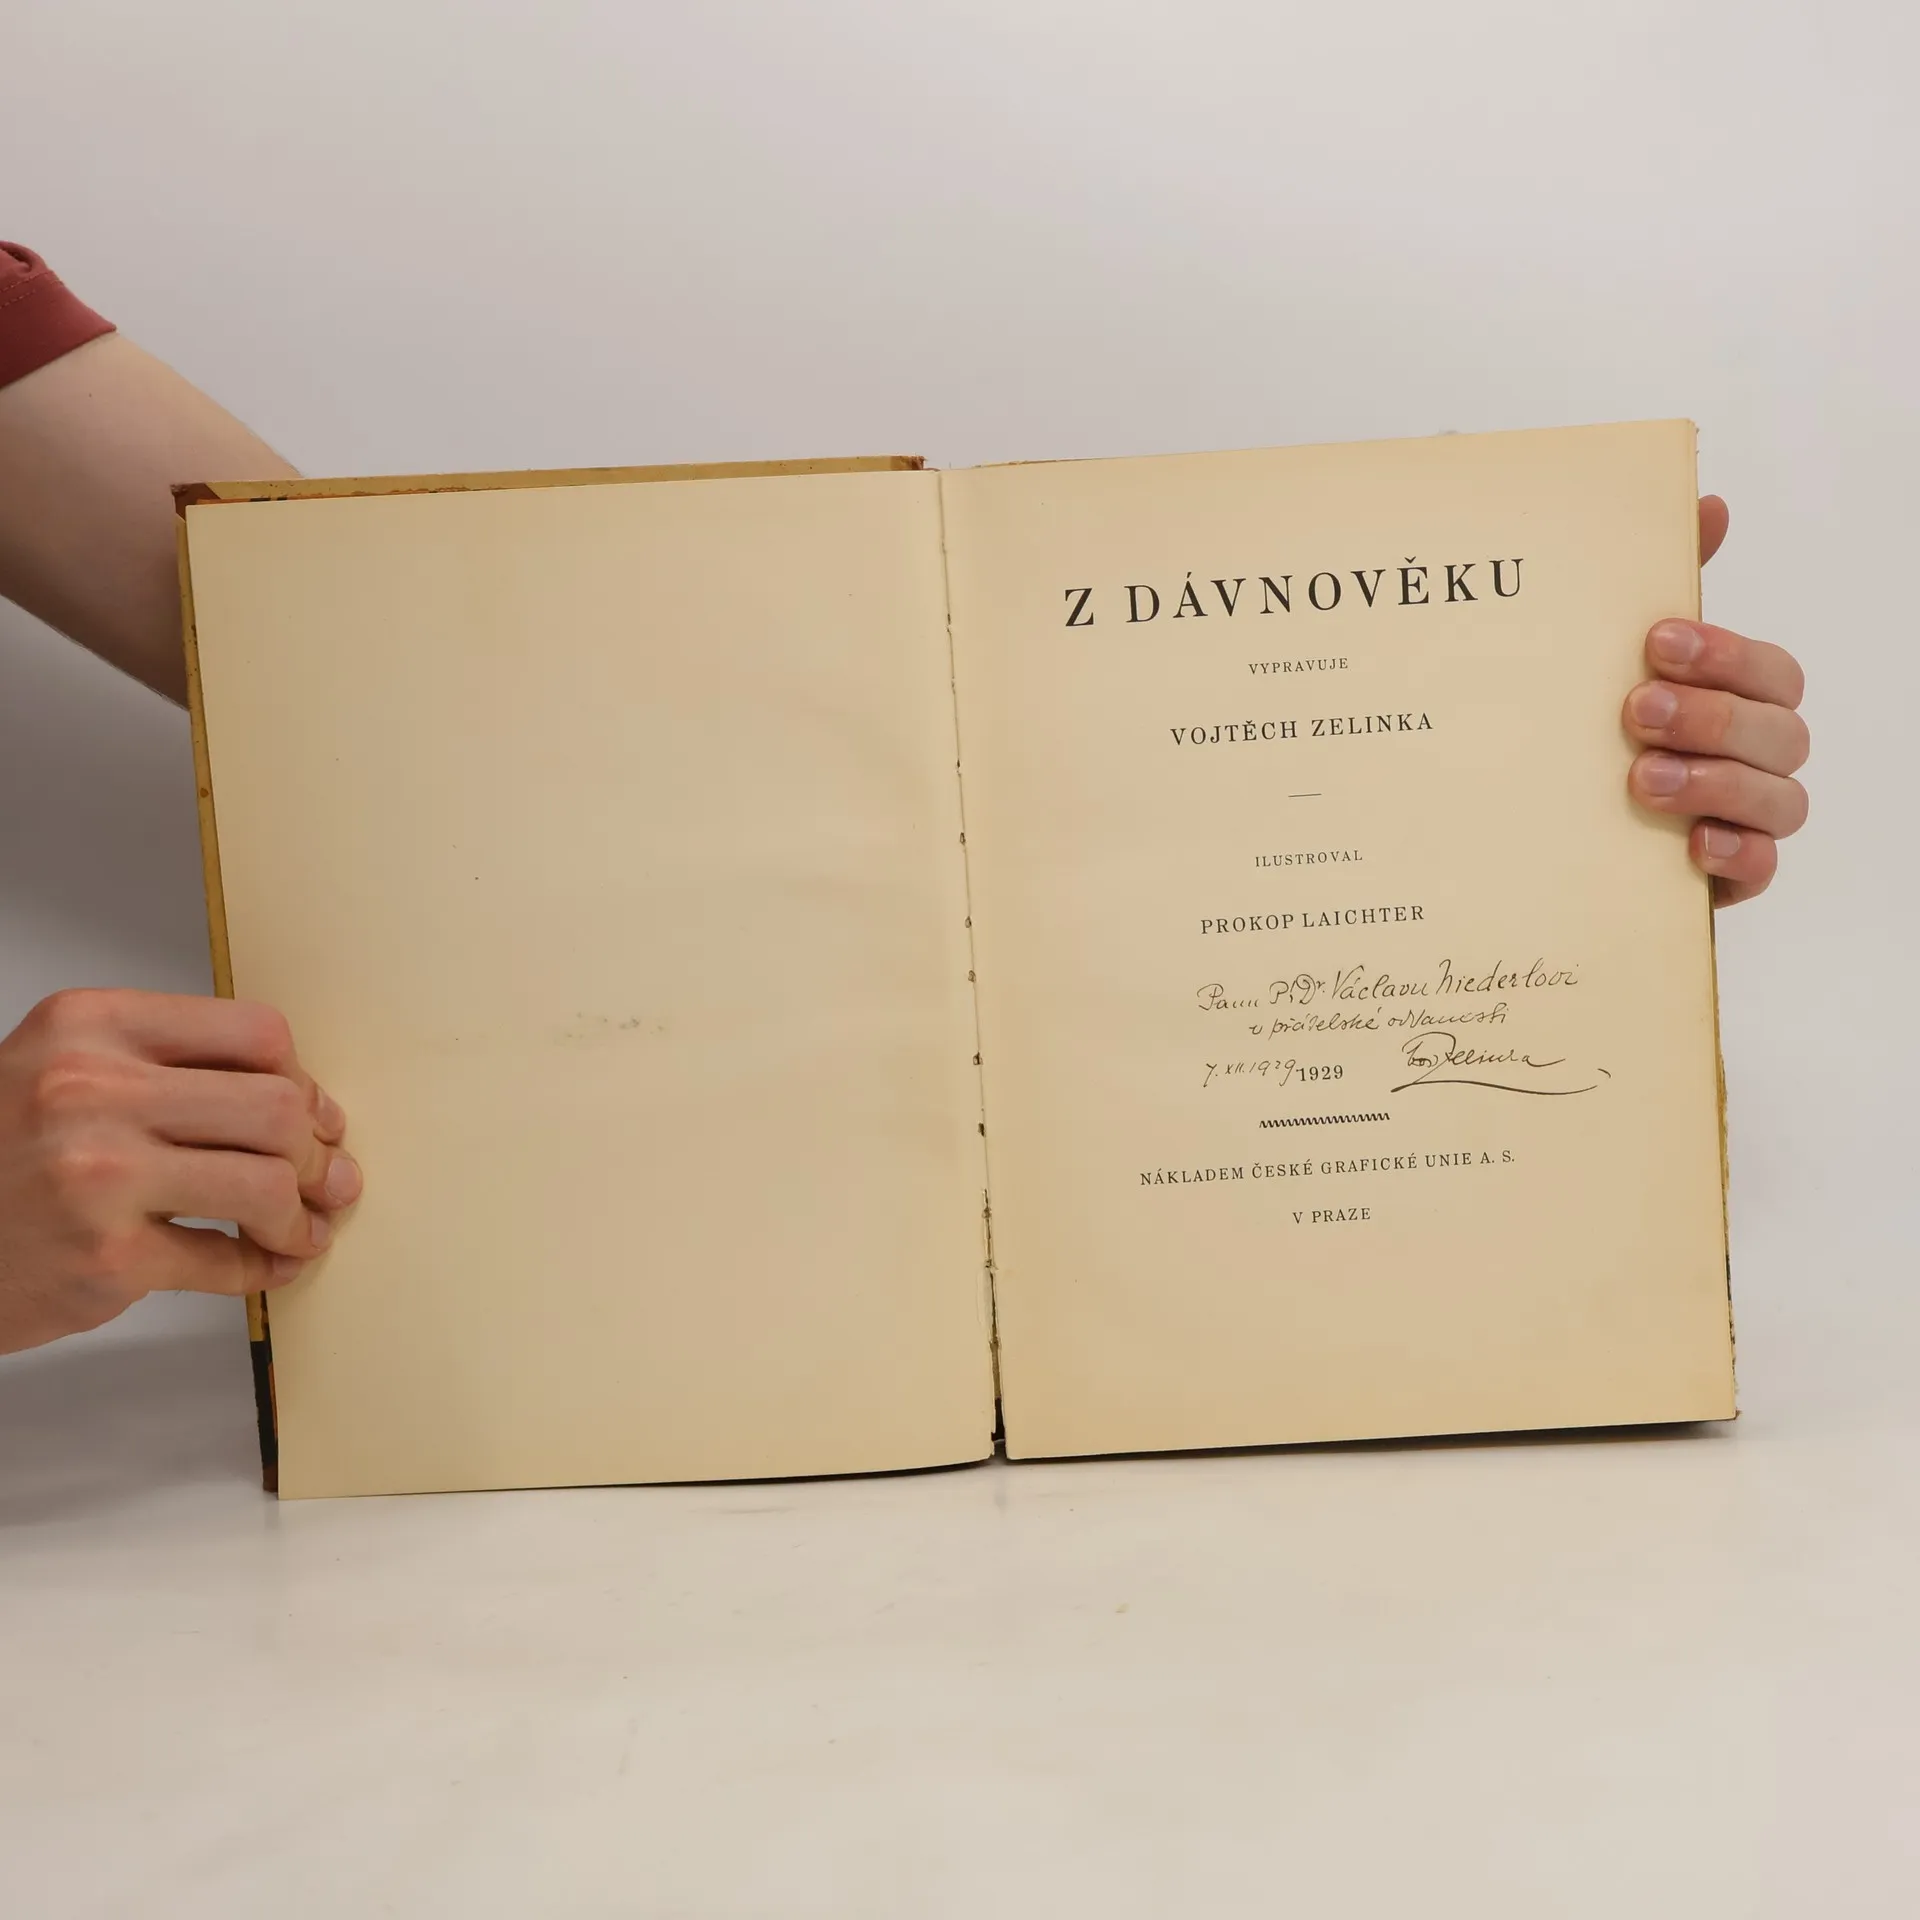 Z DÁVNOVĚKU
VYPRAVUJE
VOJTĚCH ZELINKA
ILUSTROVAL
PROKOP LAICHTER
Panu Václavu Niederlovi
v přátelské oddanosti
7. XII. 1929 1929
Zelinka
NÁKLADEM ČESKÉ GRAFICKÉ UNIE A. S.
V PRAZE